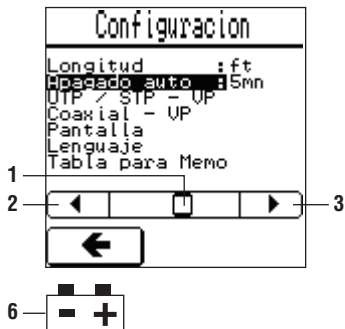 Configuracion
Longitud :ft
Apagado auto :5mn
UTP / STP - VP
Coaxial - VP
Pantalla
Lenguaje
Tabla para Memo
1
2
3
6